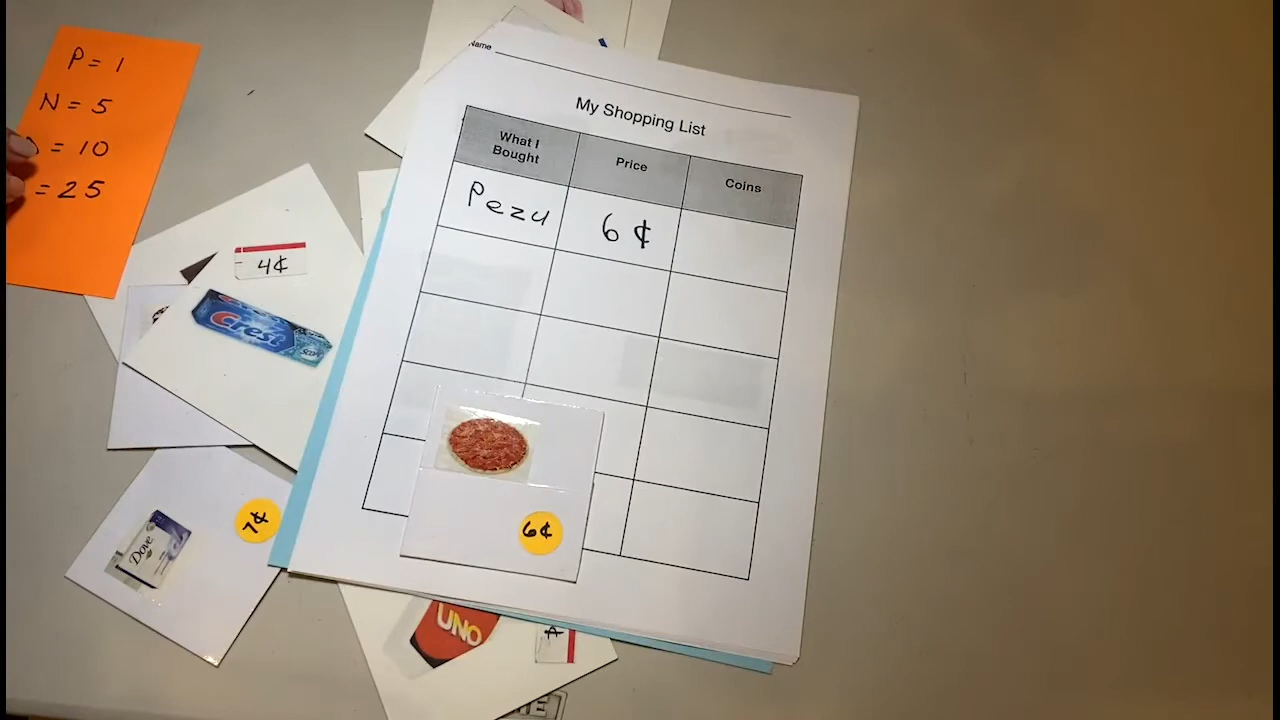 P = 1
N = 5
= 10
= 25
Name
My Shopping List
What I
Bought
Price
Coins
Pezu
6¢
4¢
Crest
Dove
7¢
6¢
UNO